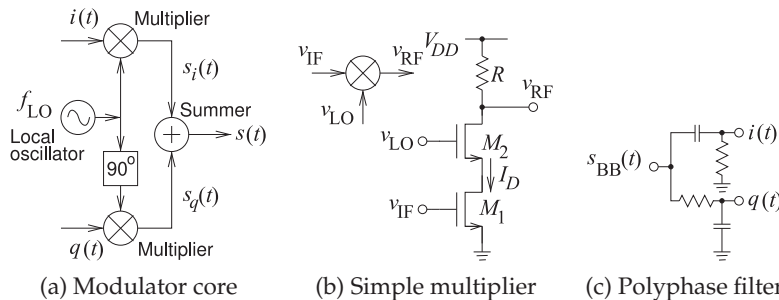 i(t)
Multiplier
s_i(t)
f_LO
Local
oscillator
Summer
s(t)
90°
s_q(t)
q(t)
Multiplier
(a) Modulator core
v_IF
v_RF
v_LO
V_DD
R
v_RF
v_LO
M_2
I_D
v_IF
M_1
(b) Simple multiplier
s_BB(t)
i(t)
q(t)
(c) Polyphase filter